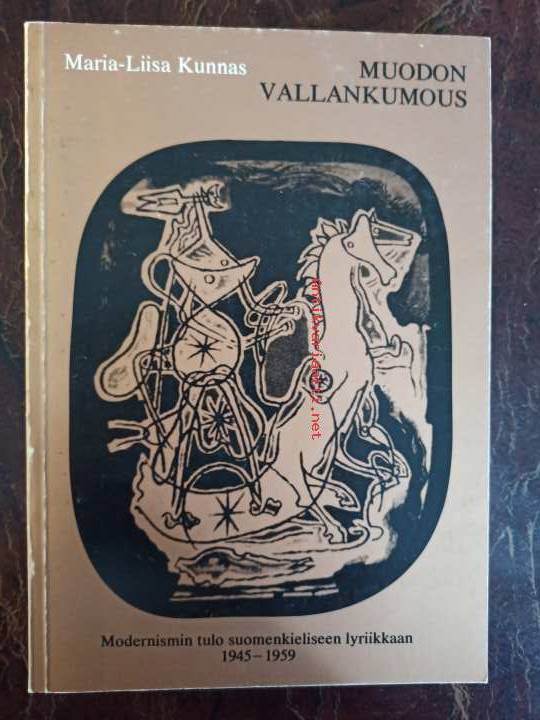 Maria-Liisa Kunnas
MUODON
VALLANKUMOUS
Modernismin tulo suomenkieliseen lyriikkaan
1945–1959